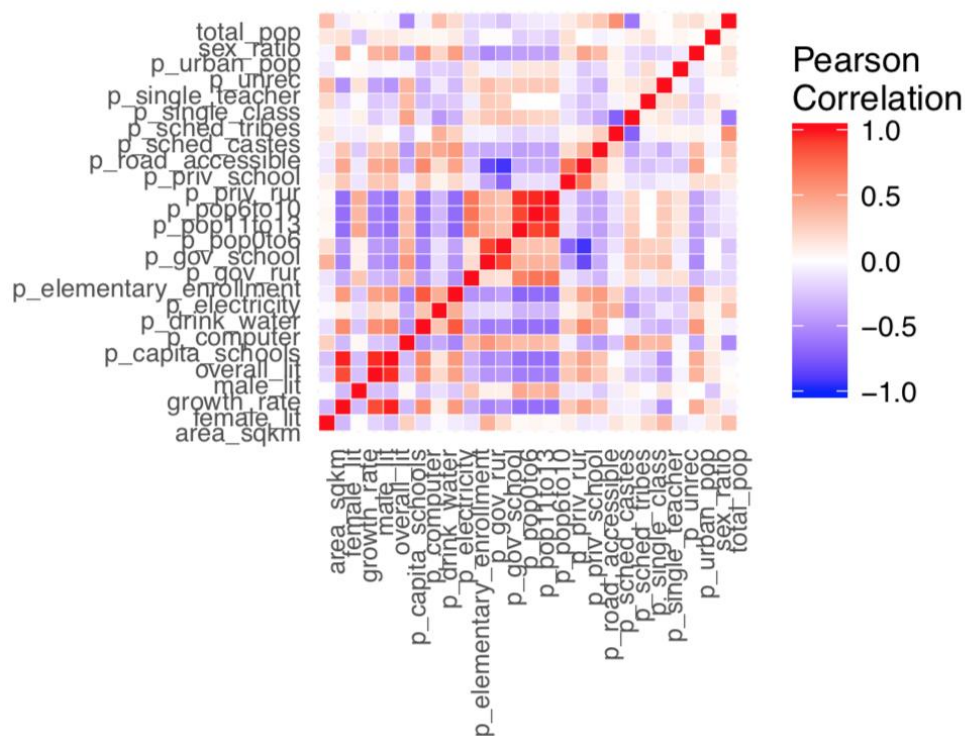 total_pop
sex_ratio
p_urban_pop
p_unrec
p_single_teacher
p_single_class
p_sched_tribes
p_sched_castes
p_road_accessible
p_priv_school
p_priv_rur
p_pop6to10
p_pop11to13
p_pop0to6
p_gov_school
p_gov_rur
p_elementary_enrollment
p_electricity
p_drink_water
p_computer
p_capita_schools
overall_lit
male_lit
growth_rate
female_lit
area_sqkm
area_sqkm
female_lit
growth_rate
male_lit
overall_lit
p_capita_schools
p_computer
p_drink_water
p_electricity
p_elementary_enrollment
p_gov_rur
p_gov_school
p_pop0to6
p_pop11to13
p_pop6to10
p_priv_rur
p_priv_school
p_road_accessible
p_sched_castes
p_sched_tribes
p_single_class
p_single_teacher
p_unrec
p_urban_pop
sex_ratio
total_pop
Pearson
Correlation
1.0
0.5
0.0
−0.5
−1.0